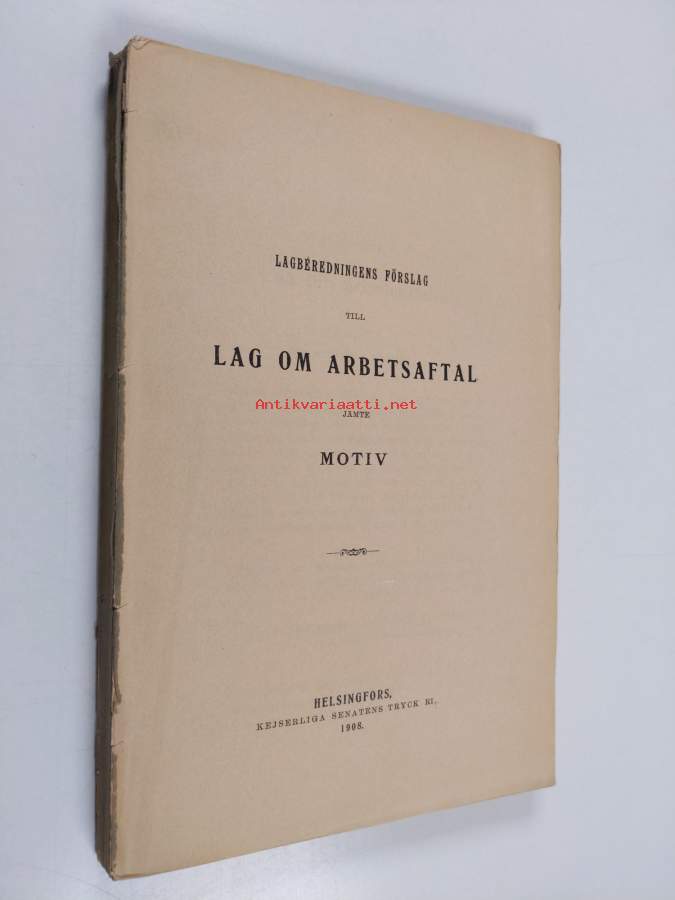 LAGBEREDNINGENS FÖRSLAG
TILL
LAG OM ARBETSAFTAL
Antikvariaatti.net
JÄMTE
MOTIV
HELSINGFORS,
KEJSERLIGA SENATENS TRYCKERI.
1908.